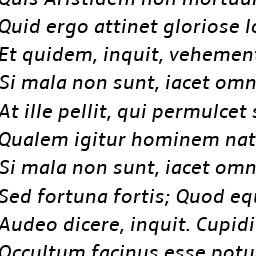 Quis Aristidem non mortuum
Quid ergo attinet gloriose l
Et quidem, inquit, vehement
Si mala non sunt, iacet omn
At ille pellit, qui permulcet s
Qualem igitur hominem nat
Si mala non sunt, iacet omn
Sed fortuna fortis; Quod equ
Audeo dicere, inquit. Cupidi
Occultum facinus esse potu